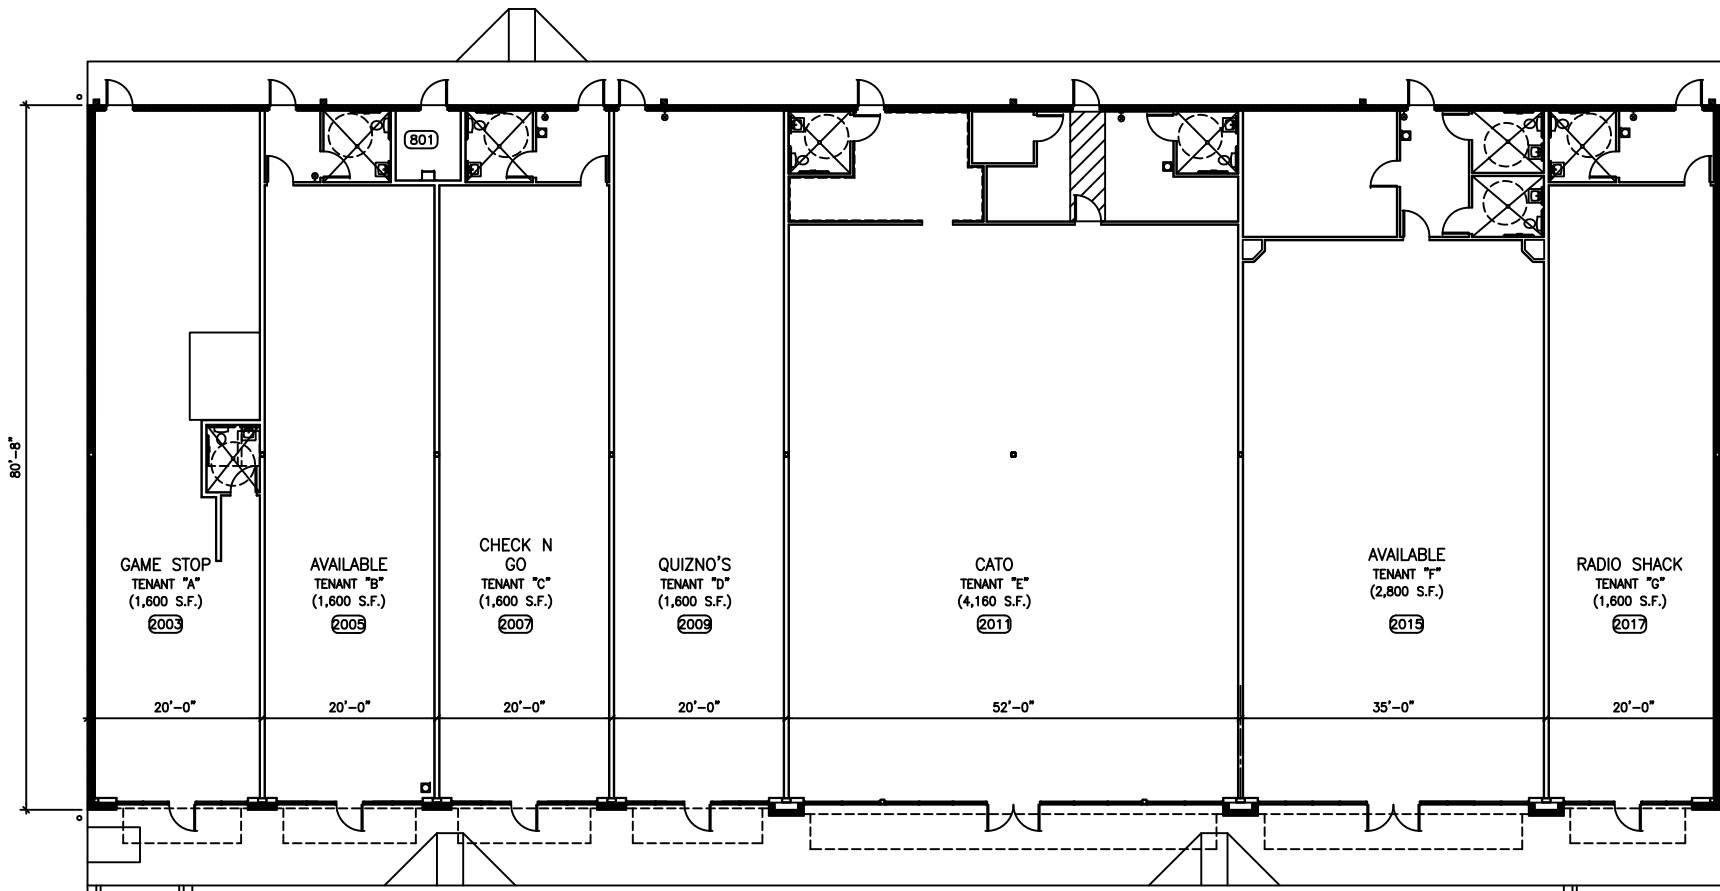 801
80'-8"
GAME STOP
TENANT "A"
(1,600 S.F.)
2003
AVAILABLE
TENANT "B"
(1,600 S.F.)
2005
CHECK N
GO
TENANT "C"
(1,600 S.F.)
2007
QUIZNO'S
TENANT "D"
(1,600 S.F.)
2009
CATO
TENANT "E"
(4,160 S.F.)
2011
AVAILABLE
TENANT "F"
(2,800 S.F.)
2015
RADIO SHACK
TENANT "G"
(1,600 S.F.)
2017
20'-0"
20'-0"
20'-0"
20'-0"
52'-0"
35'-0"
20'-0"